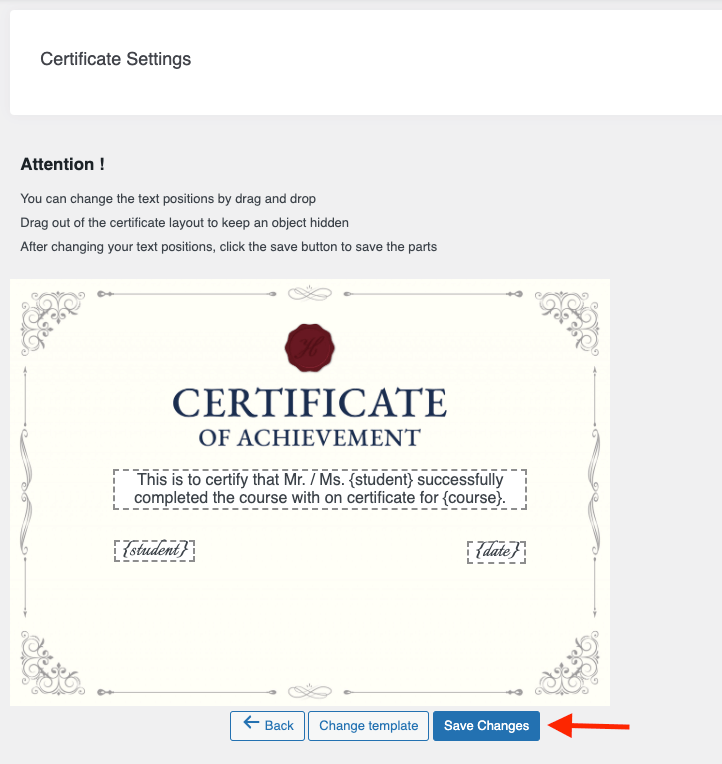 Certificate Settings
Attention !
You can change the text positions by drag and drop
Drag out of the certificate layout to keep an object hidden
After changing your text positions, click the save button to save the parts
H
CERTIFICATE
OF ACHIEVEMENT
This is to certify that Mr. / Ms. {student} successfully
completed the course with on certificate for {course}.
{student} {date}
Back Change template Save Changes